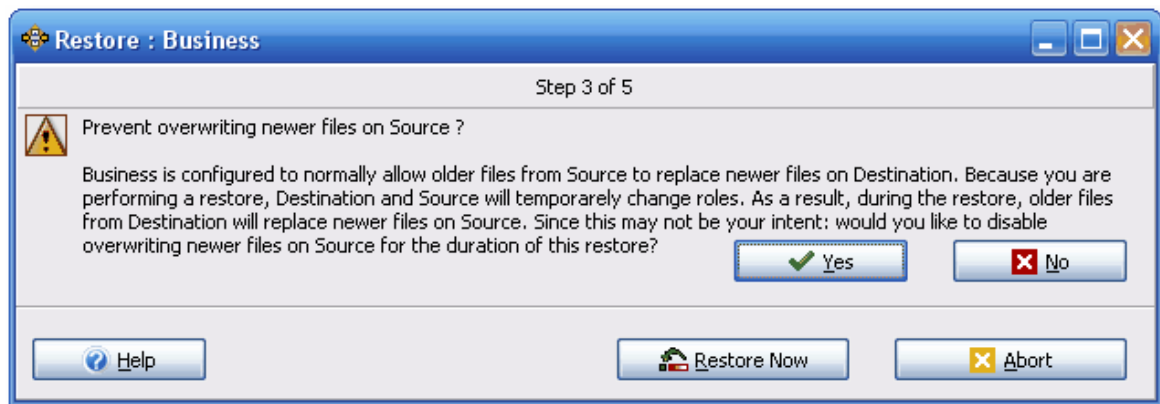 Restore : Business
Step 3 of 5
Prevent overwriting newer files on Source ?
Business is configured to normally allow older files from Source to replace newer files on Destination. Because you are
performing a restore, Destination and Source will temporarely change roles. As a result, during the restore, older files
from Destination will replace newer files on Source. Since this may not be your intent: would you like to disable
overwriting newer files on Source for the duration of this restore?
Yes
No
Help
Restore Now
Abort